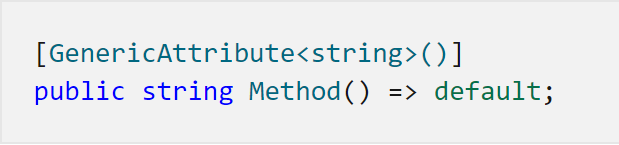 [GenericAttribute<string>()]
public string Method() => default;